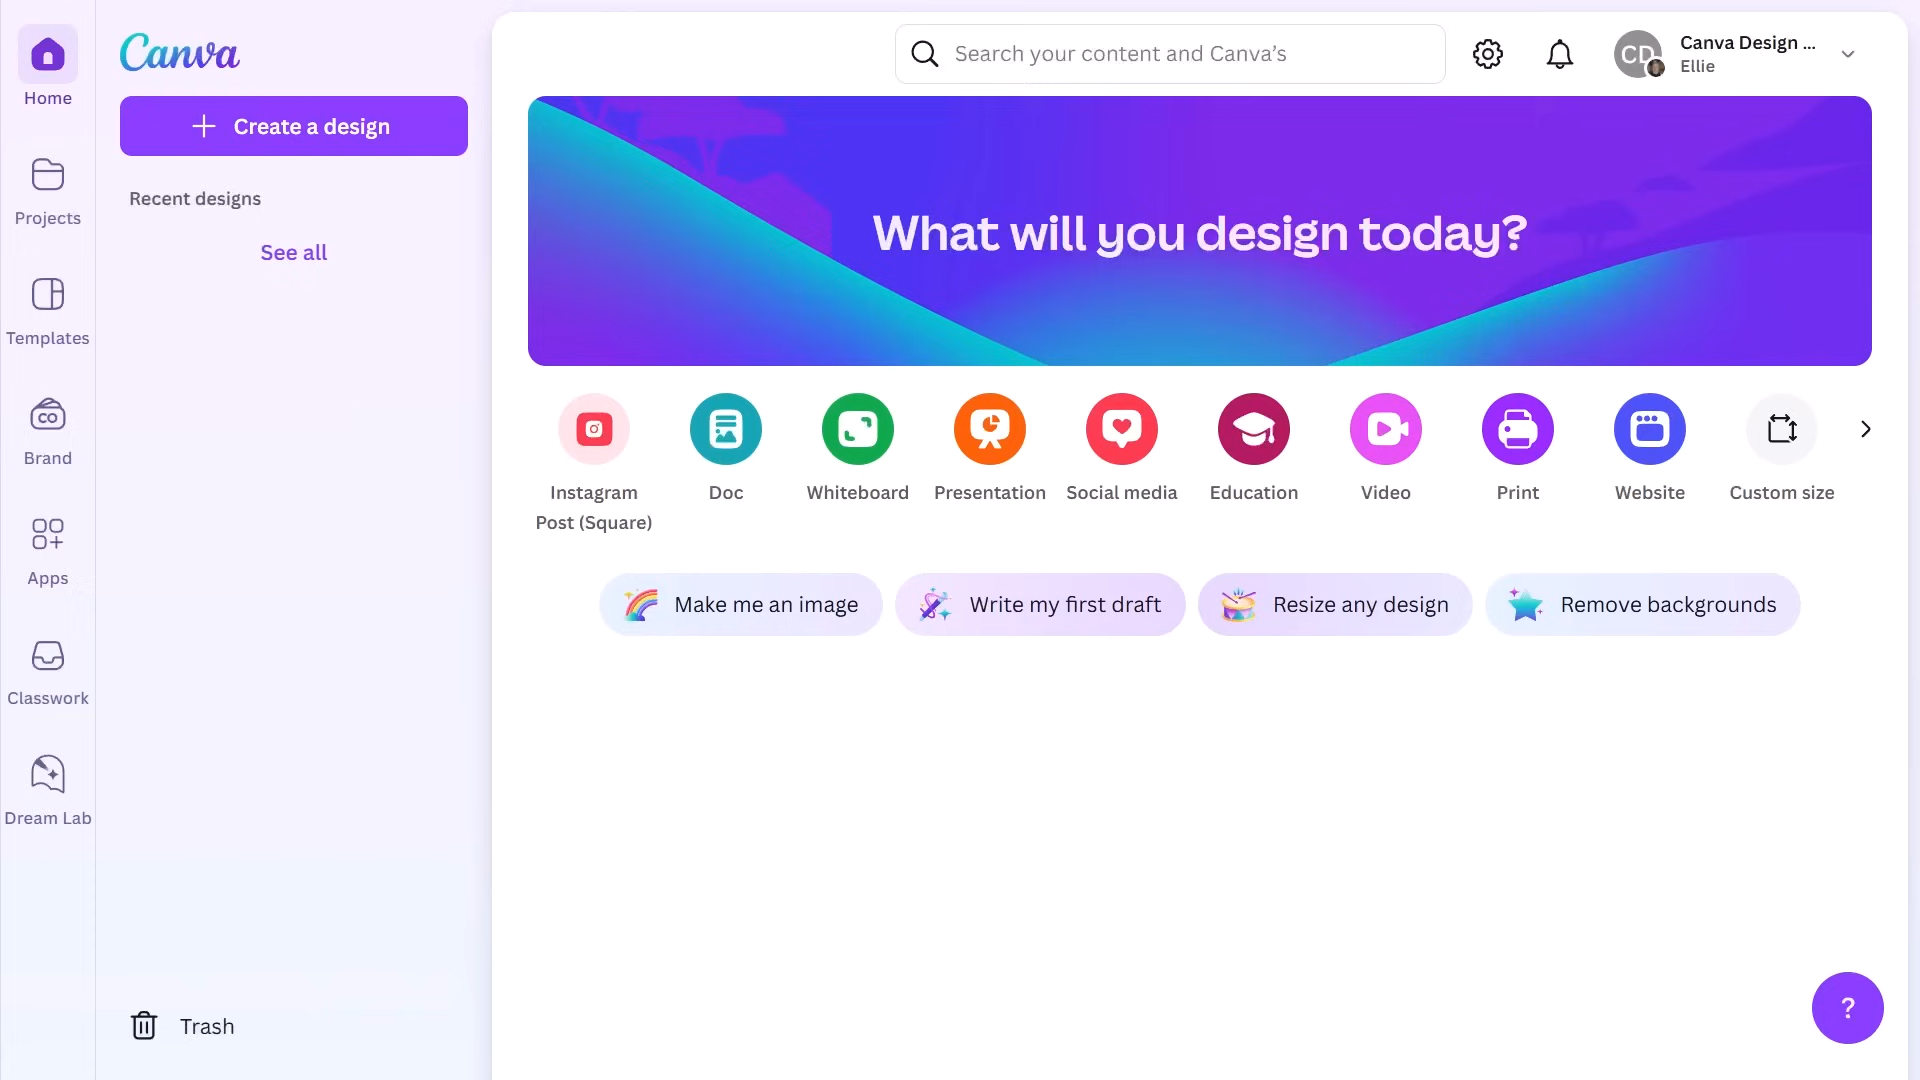 Home
Projects
Templates
CO
Brand
Apps
Classwork
Dream Lab
Canva
Create a design
Recent designs
See all
Trash
Search your content and Canva’s
CD
Canva Design ...
Ellie
What will you design today?
Instagram
Post (Square)
Doc
Whiteboard
Presentation
Social media
Education
Video
Print
Website
Custom size
Make me an image
Write my first draft
Resize any design
Remove backgrounds
?